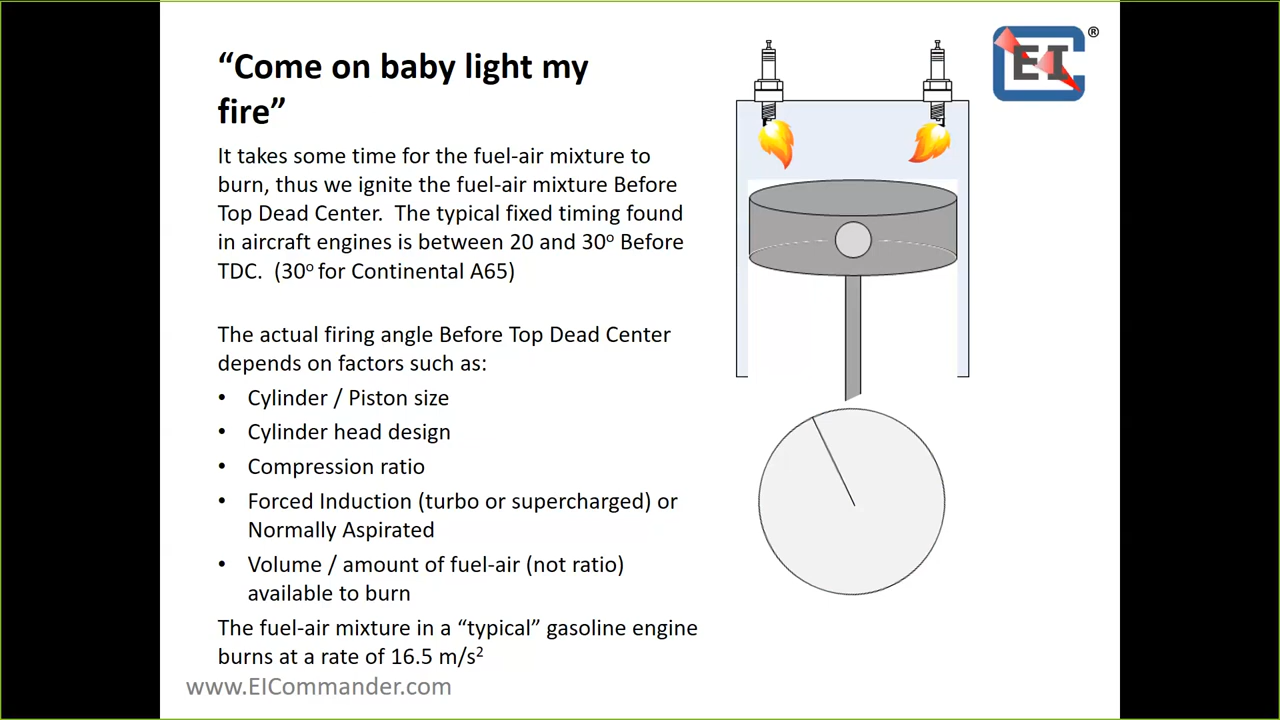 “Come on baby light my
fire”
It takes some time for the fuel-air mixture to
burn, thus we ignite the fuel-air mixture Before
Top Dead Center.  The typical fixed timing found
in aircraft engines is between 20 and 30º Before
TDC.  (30º for Continental A65)
The actual firing angle Before Top Dead Center
depends on factors such as:
• Cylinder / Piston size
• Cylinder head design
• Compression ratio
• Forced Induction (turbo or supercharged) or
Normally Aspirated
• Volume / amount of fuel-air (not ratio)
available to burn
The fuel-air mixture in a “typical” gasoline engine
burns at a rate of 16.5 m/s²
www.EICommander.com
EIC ®